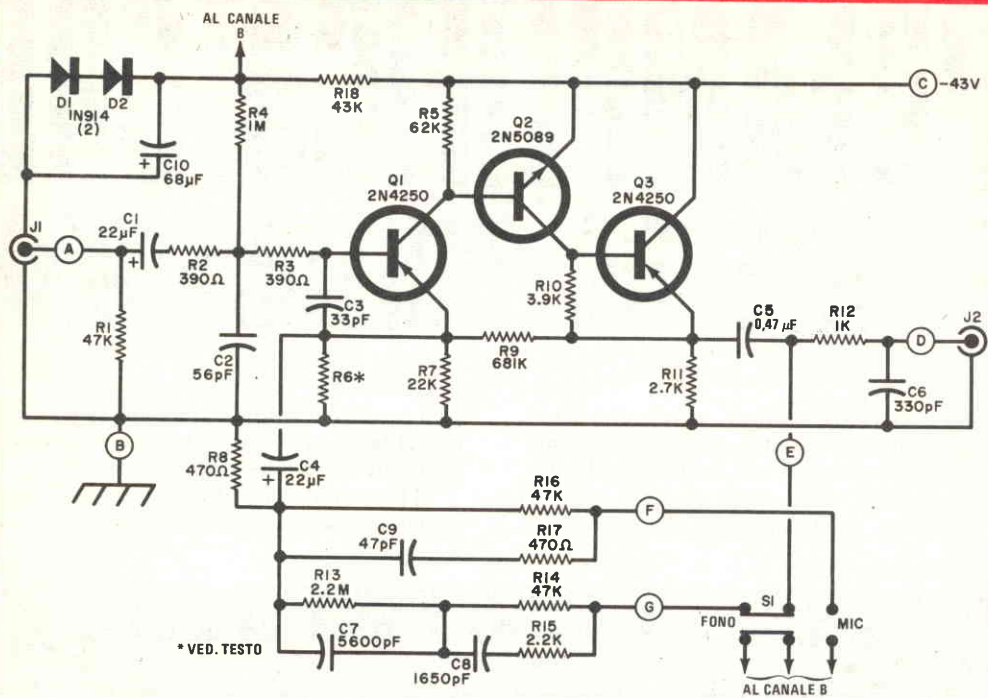 AL CANALE
B
D1
D2
1N914
(2)
C10
68µF
+
R4
1M
R18
43K
R5
62K
Q2
2N5089
C
-43V
Q1
2N4250
Q3
2N4250
J1
A
C1
22µF
+
R2
390Ω
R3
390Ω
C3
33pF
R1
47K
C2
56pF
R6*
R7
22K
R9
681K
R10
3.9K
R11
2.7K
C5
0,47 µF
R12
1K
D
J2
C6
330pF
B
R8
470Ω
C4
22µF
+
E
R16
47K
F
C9
47pF
R17
470Ω
R13
2.2M
R14
47K
G
C7
5600pF
C8
1650pF
R15
2.2K
S1
FONO
MIC
* VED. TESTO
AL CANALE B